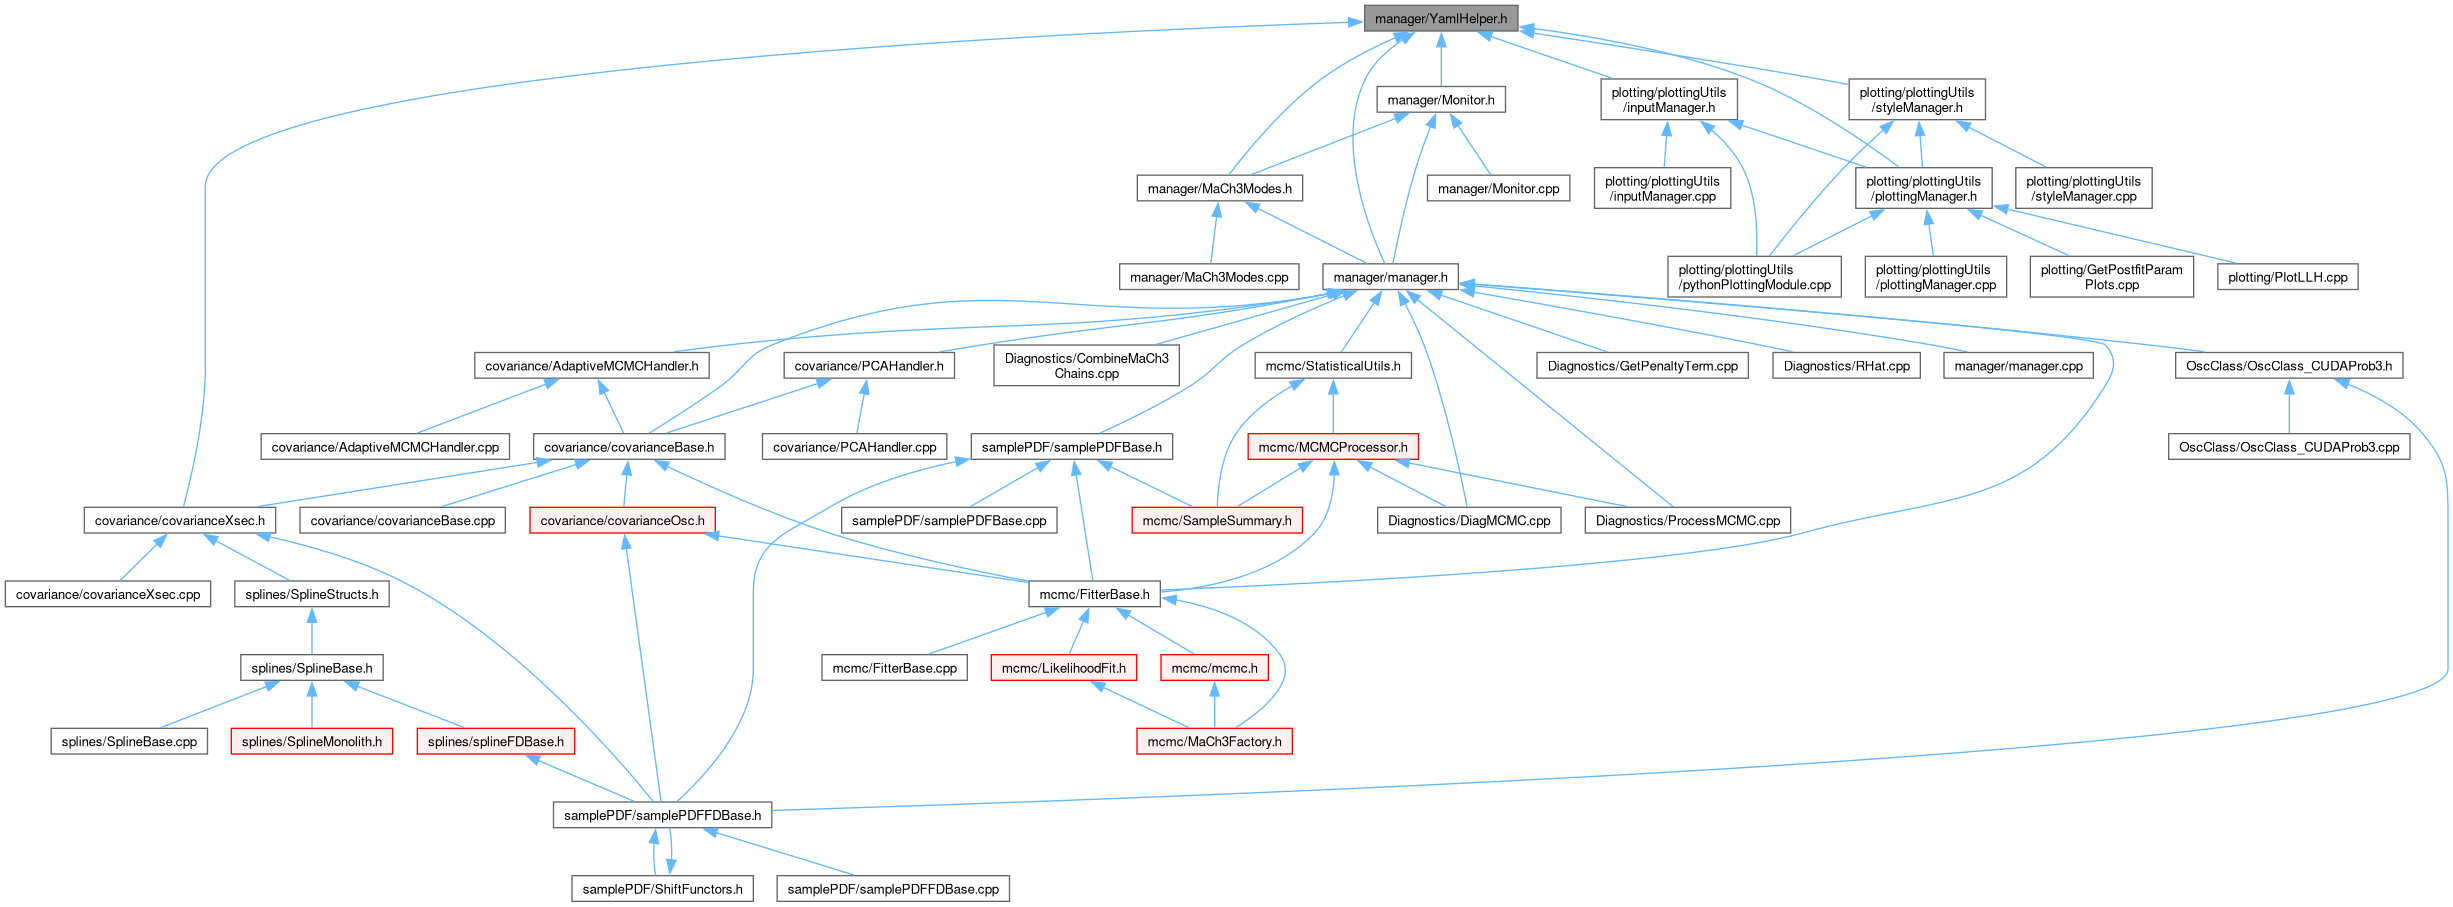 manager/YamlHelper.h
manager/Monitor.h
plotting/plottingUtils
/inputManager.h
plotting/plottingUtils
/styleManager.h
manager/MaCh3Modes.h
manager/Monitor.cpp
plotting/plottingUtils
/inputManager.cpp
plotting/plottingUtils
/plottingManager.h
plotting/plottingUtils
/styleManager.cpp
manager/MaCh3Modes.cpp
manager/manager.h
plotting/plottingUtils
/pythonPlottingModule.cpp
plotting/plottingUtils
/plottingManager.cpp
plotting/GetPostfitParam
Plots.cpp
plotting/PlotLLH.cpp
covariance/AdaptiveMCMCHandler.h
covariance/PCAHandler.h
Diagnostics/CombineMaCh3
Chains.cpp
mcmc/StatisticalUtils.h
Diagnostics/GetPenaltyTerm.cpp
Diagnostics/RHat.cpp
manager/manager.cpp
OscClass/OscClass_CUDAProb3.h
covariance/AdaptiveMCMCHandler.cpp
covariance/covarianceBase.h
covariance/PCAHandler.cpp
samplePDF/samplePDFBase.h
mcmc/MCMCProcessor.h
OscClass/OscClass_CUDAProb3.cpp
covariance/covarianceXsec.h
covariance/covarianceBase.cpp
covariance/covarianceOsc.h
samplePDF/samplePDFBase.cpp
mcmc/SampleSummary.h
Diagnostics/DiagMCMC.cpp
Diagnostics/ProcessMCMC.cpp
covariance/covarianceXsec.cpp
splines/SplineStructs.h
mcmc/FitterBase.h
splines/SplineBase.h
mcmc/FitterBase.cpp
mcmc/LikelihoodFit.h
mcmc/mcmc.h
splines/SplineBase.cpp
splines/SplineMonolith.h
splines/splineFDBase.h
mcmc/MaCh3Factory.h
samplePDF/samplePDFFDBase.h
samplePDF/ShiftFunctors.h
samplePDF/samplePDFFDBase.cpp